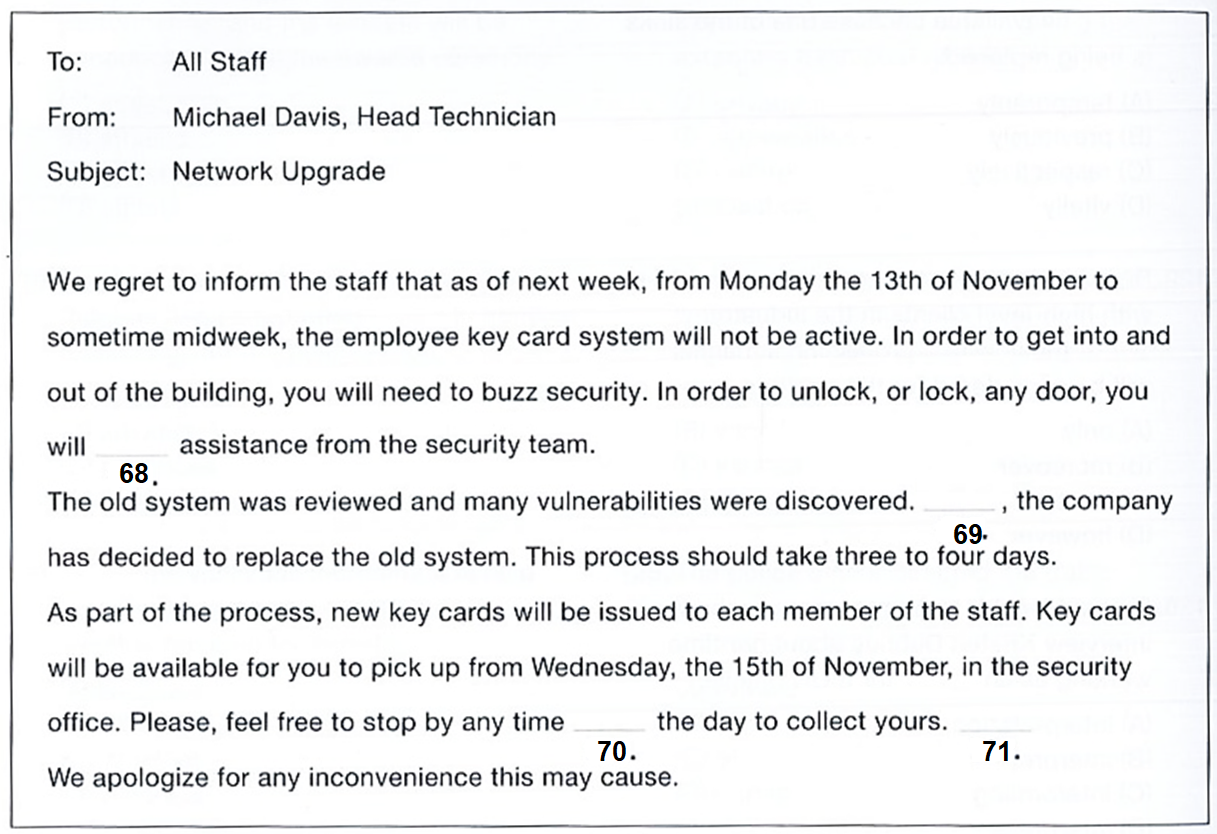 To: All Staff
From: Michael Davis, Head Technician
Subject: Network Upgrade
We regret to inform the staff that as of next week, from Monday the 13th of November to
sometime midweek, the employee key card system will not be active. In order to get into and
out of the building, you will need to buzz security. In order to unlock, or lock, any door, you
will ______ assistance from the security team.
68.
The old system was reviewed and many vulnerabilities were discovered. ______ , the company
69.
has decided to replace the old system. This process should take three to four days.
As part of the process, new key cards will be issued to each member of the staff. Key cards
will be available for you to pick up from Wednesday, the 15th of November, in the security
office. Please, feel free to stop by any time ______ the day to collect yours. ______
70. 71.
We apologize for any inconvenience this may cause.